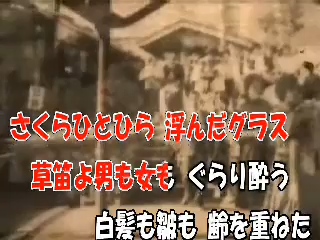 さくらひとひら 浮んだグラス
草笛よ男も女も ぐらり酔う
白髪も皺も 齢を重ねた